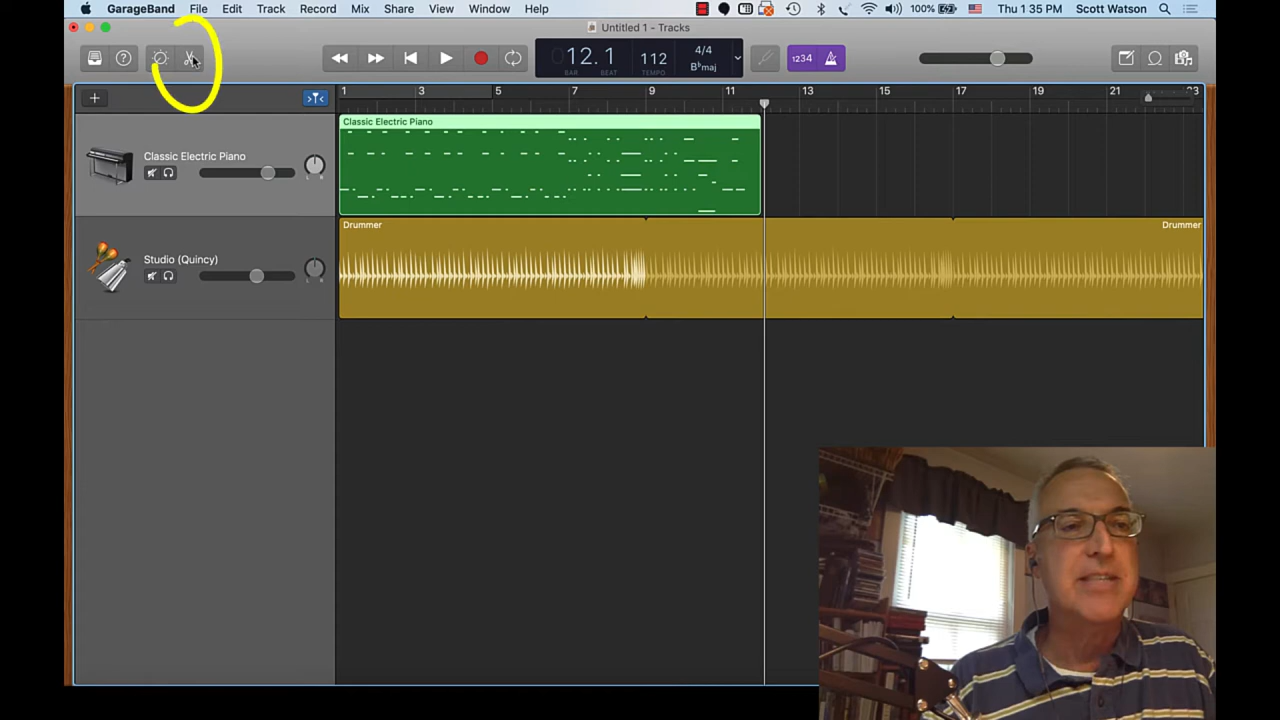 GarageBand File Edit Track Record Mix Share View Window Help 100% Thu 1 35 PM Scott Watson
Untitled 1 - Tracks
12.1 112 4/4 B♭maj 1234
BAR BEAT TEMPO
1 3 5 7 9 11 13 15 17 19 21 23
Classic Electric Piano
Classic Electric Piano
L R
Drummer Drummer
Studio (Quincy)